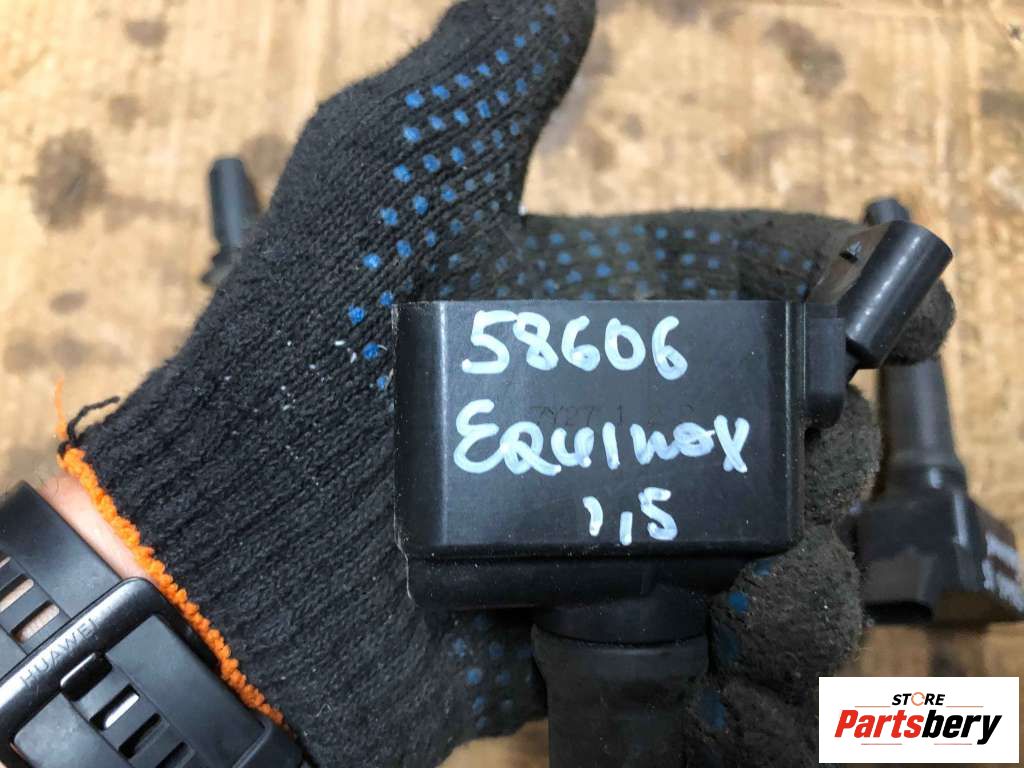 58606
EQUINOX
1,5
HUAWEI
STORE
Partsbery